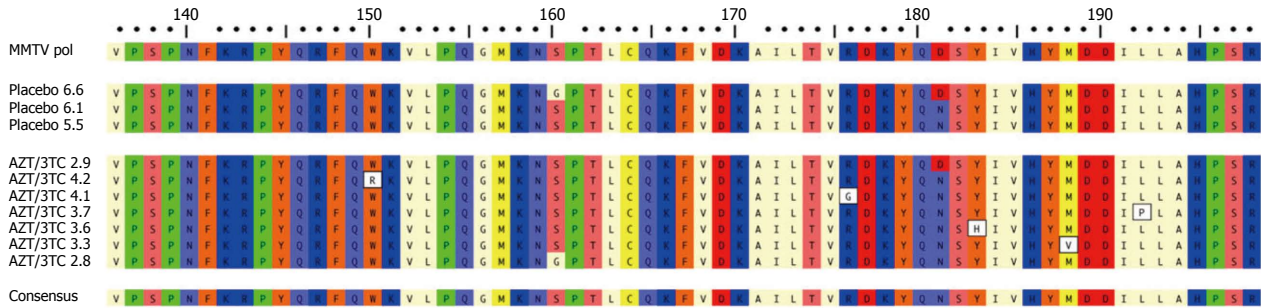 140 150 160 170 180 190
MMTV pol V P S P N F K R P Y Q R F Q W K V L P Q G M K N S P T L C Q K F V D K A I L T V R D K Y Q D S Y I V H Y M D D I L L A H P S R
Placebo 6.6 V P S P N F K R P Y Q R F Q W K V L P Q G M K N G P T L C Q K F V D K A I L T V R D K Y Q D S Y I V H Y M D D I L L A H P S R
Placebo 6.1 V P S P N F K R P Y Q R F Q W K V L P Q G M K N S P T L C Q K F V D K A I L T V R D K Y Q N S Y I V H Y M D D I L L A H P S R
Placebo 5.5 V P S P N F K R P Y Q R F Q W K V L P Q G M K N S P T L C Q K F V D K A I L T V R D K Y Q N S Y I V H Y M D D I L L A H P S R
AZT/3TC 2.9 V P S P N F K R P Y Q R F Q W K V L P Q G M K N S P T L C Q K F V D K A I L T V R D K Y Q D S Y I V H Y M D D I L L A H P S R
AZT/3TC 4.2 V P S P N F K R P Y Q R F Q R K V L P Q G M K N S P T L C Q K F V D K A I L T V R D K Y Q N S Y I V H Y M D D I L L A H P S R
AZT/3TC 4.1 V P S P N F K R P Y Q R F Q W K V L P Q G M K N S P T L C Q K F V D K A I L T V G D K Y Q N S Y I V H Y M D D I L L A H P S R
AZT/3TC 3.7 V P S P N F K R P Y Q R F Q W K V L P Q G M K N S P T L C Q K F V D K A I L T V R D K Y Q N S Y I V H Y M D D I P L A H P S R
AZT/3TC 3.6 V P S P N F K R P Y Q R F Q W K V L P Q G M K N S P T L C Q K F V D K A I L T V R D K Y Q N S H I V H Y M D D I L L A H P S R
AZT/3TC 3.3 V P S P N F K R P Y Q R F Q W K V L P Q G M K N S P T L C Q K F V D K A I L T V R D K Y Q N S Y I V H Y V D D I L L A H P S R
AZT/3TC 2.8 V P S P N F K R P Y Q R F Q W K V L P Q G M K N G P T L C Q K F V D K A I L T V R D K Y Q N S Y I V H Y M D D I L L A H P S R
Consensus V P S P N F K R P Y Q R F Q W K V L P Q G M K N S P T L C Q K F V D K A I L T V R D K Y Q N S Y I V H Y M D D I L L A H P S R